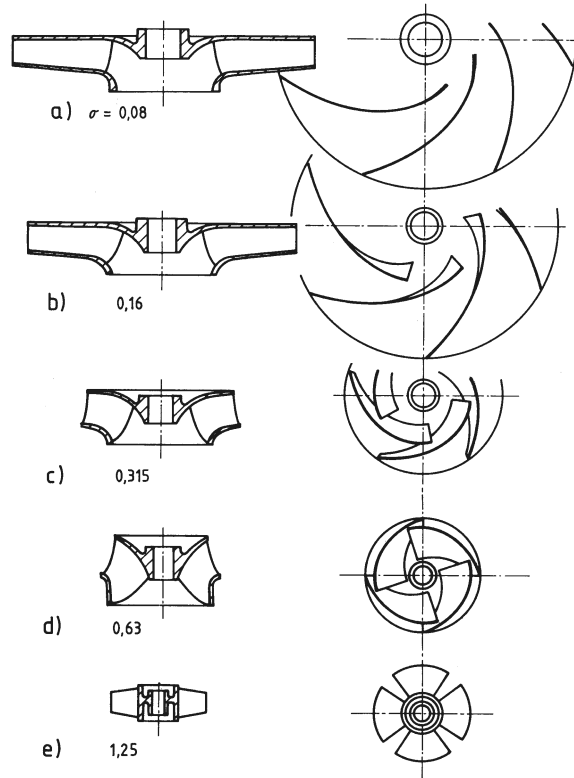 a) σ = 0,08
b) 0,16
c) 0,315
d) 0,63
e) 1,25